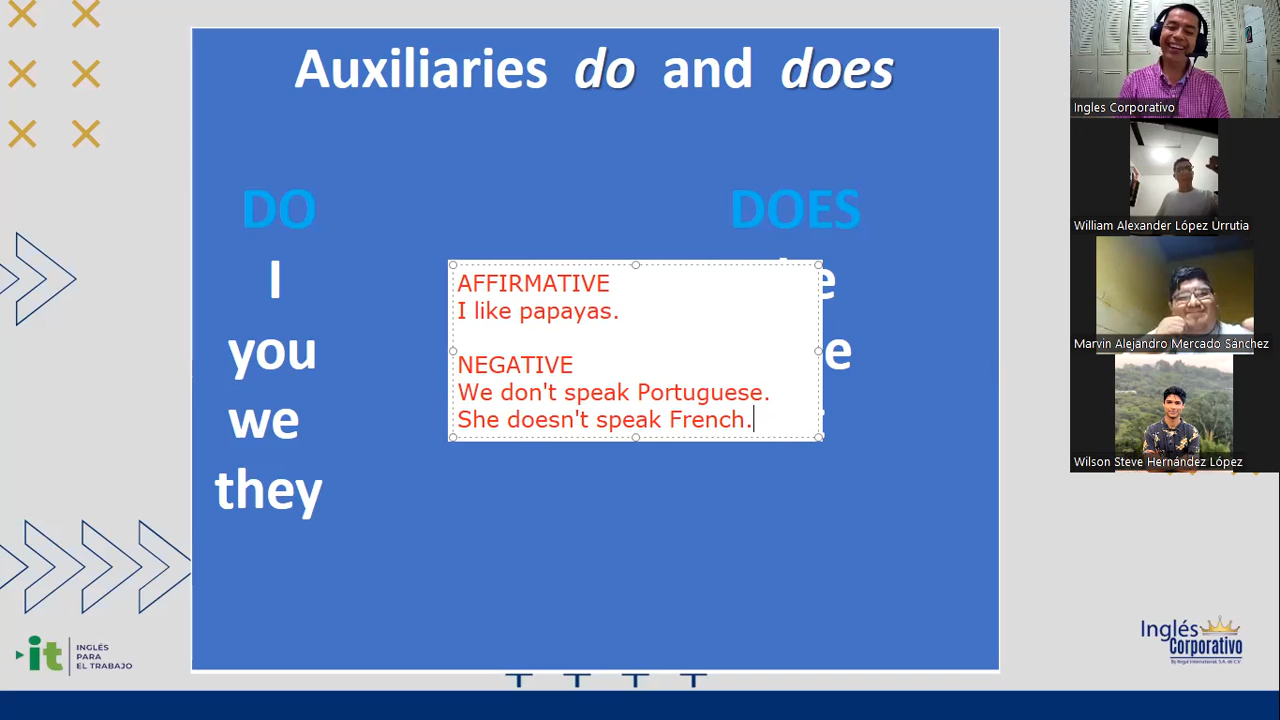 Auxiliaries do and does
DO
I
you
we
they
DOES
AFFIRMATIVE
I like papayas.
NEGATIVE
We don't speak Portuguese.
She doesn't speak French.
Ingles Corporativo
William Alexander López Urrutia
Marvin Alejandro Mercado Sánchez
Wilson Steve Hernández López
it
INGLÉS
PARA
EL TRABAJO
Inglés
Corporativo